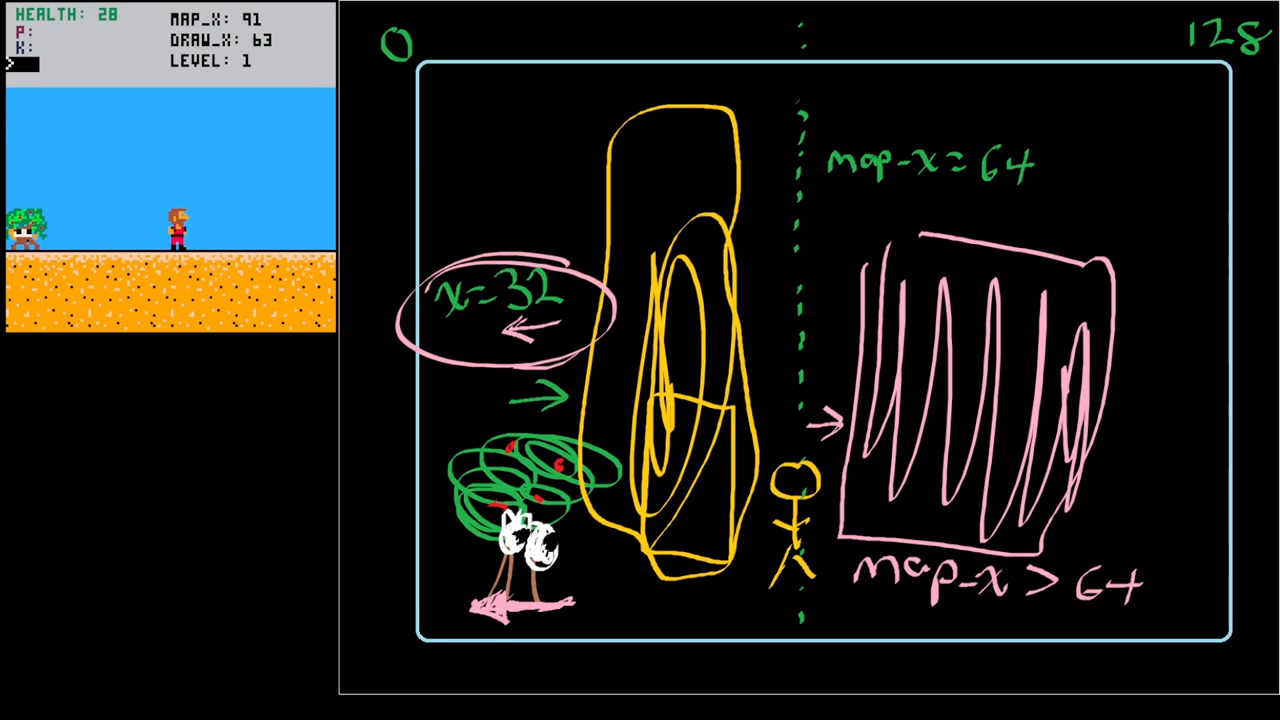 HEALTH: 28
P:
K:
>
MAP_X: 91
DRAW_X: 63
LEVEL: 1
0
128
map-x=64
x=32
map-x > 64